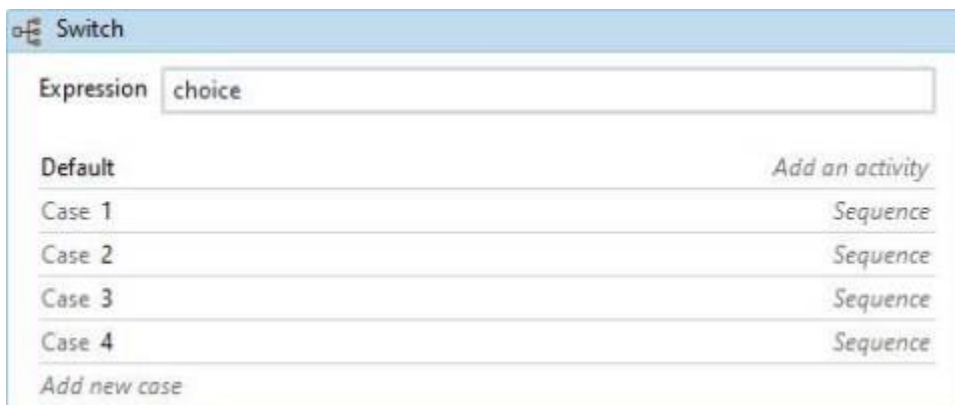 Switch
Expression choice
Default Add an activity
Case 1 Sequence
Case 2 Sequence
Case 3 Sequence
Case 4 Sequence
Add new case